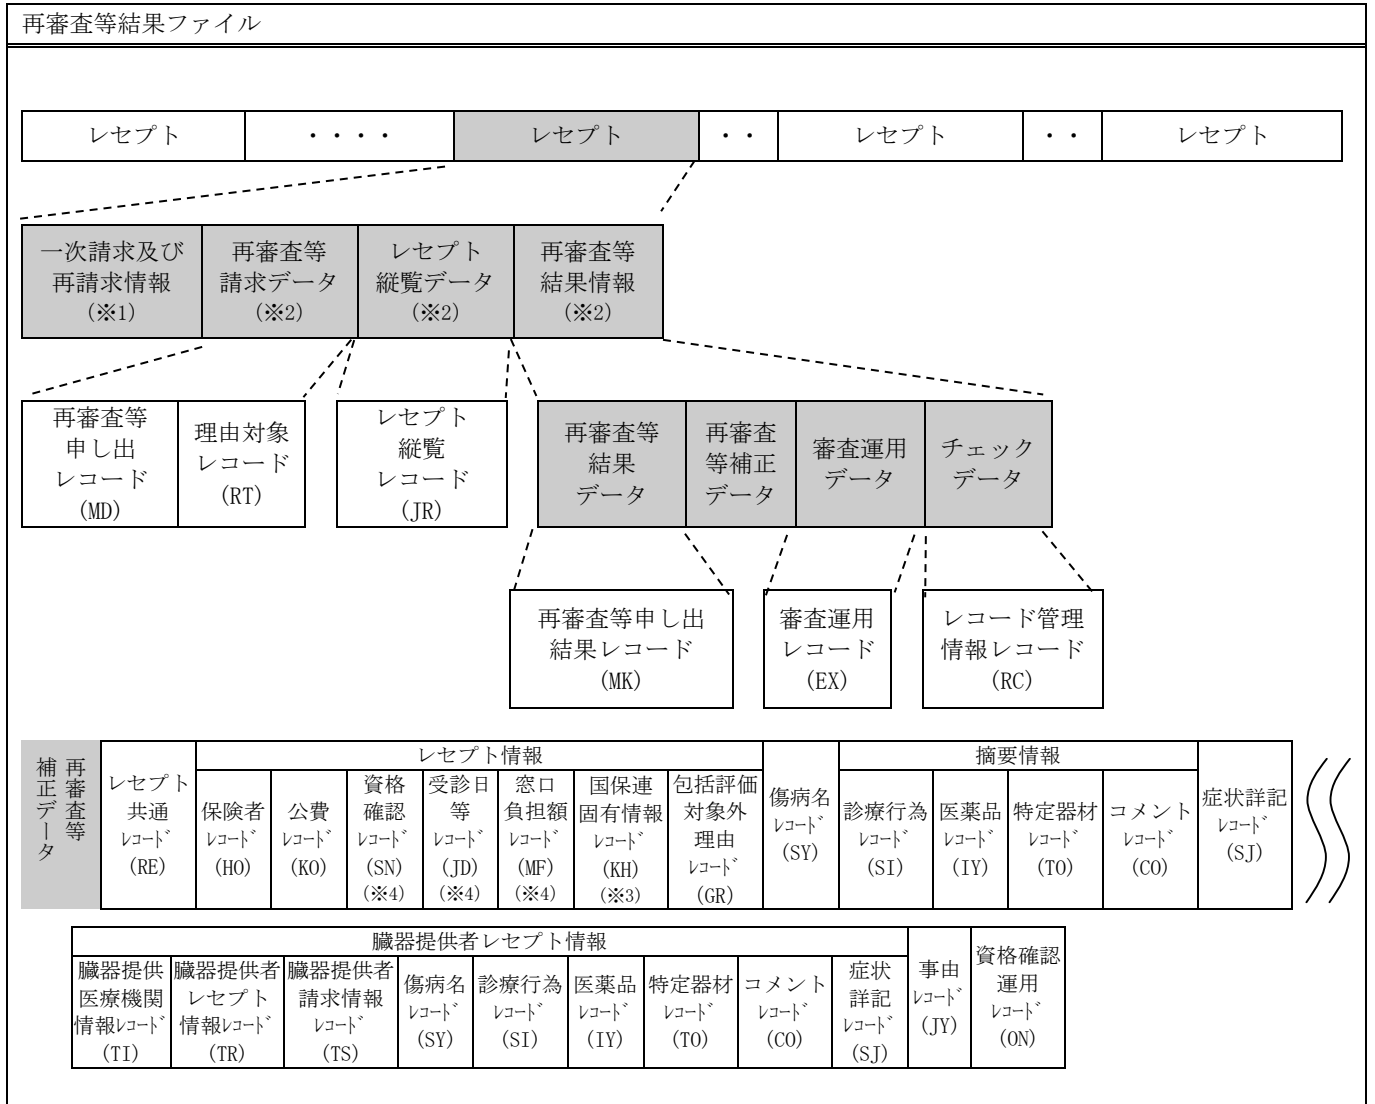 再審査等結果ファイル
レセプト
・・・・
レセプト
・・
レセプト
・・
レセプト
一次請求及び
再請求情報
(※1)
再審査等
請求データ
(※2)
レセプト
縦覧データ
(※2)
再審査等
結果情報
(※2)
再審査等
申し出
レコード
(MD)
理由対象
レコード
(RT)
レセプト
縦覧
レコード
(JR)
再審査等
結果
データ
再審査
等補正
データ
審査運用
データ
チェック
データ
再審査等申し出
結果レコード
(MK)
審査運用
レコード
(EX)
レコード管理
情報レコード
(RC)
再審査等
補正データ
レセプト
共通
ﾚｺｰﾄﾞ
(RE)
レセプト情報
保険者
ﾚｺｰﾄﾞ
(HO)
公費
ﾚｺｰﾄﾞ
(KO)
資格
確認
ﾚｺｰﾄﾞ
(SN)
(※4)
受診日
等
ﾚｺｰﾄﾞ
(JD)
(※4)
窓口
負担額
ﾚｺｰﾄﾞ
(MF)
(※4)
国保連
固有情報
ﾚｺｰﾄﾞ
(KH)
(※3)
包括評価
対象外
理由
ﾚｺｰﾄﾞ
(GR)
傷病名
ﾚｺｰﾄﾞ
(SY)
摘要情報
診療行為
ﾚｺｰﾄﾞ
(SI)
医薬品
ﾚｺｰﾄﾞ
(IY)
特定器材
ﾚｺｰﾄﾞ
(TO)
コメント
ﾚｺｰﾄﾞ
(CO)
症状詳記
ﾚｺｰﾄﾞ
(SJ)
臓器提供者レセプト情報
臓器提供
医療機関
情報ﾚｺｰﾄﾞ
(TI)
臓器提供者
レセプト
情報ﾚｺｰﾄﾞ
(TR)
臓器提供者
請求情報
ﾚｺｰﾄﾞ
(TS)
傷病名
ﾚｺｰﾄﾞ
(SY)
診療行為
ﾚｺｰﾄﾞ
(SI)
医薬品
ﾚｺｰﾄﾞ
(IY)
特定器材
ﾚｺｰﾄﾞ
(TO)
コメント
ﾚｺｰﾄﾞ
(CO)
症状
詳記
ﾚｺｰﾄﾞ
(SJ)
事由
ﾚｺｰﾄﾞ
(JY)
資格確認
運用
ﾚｺｰﾄﾞ
(ON)